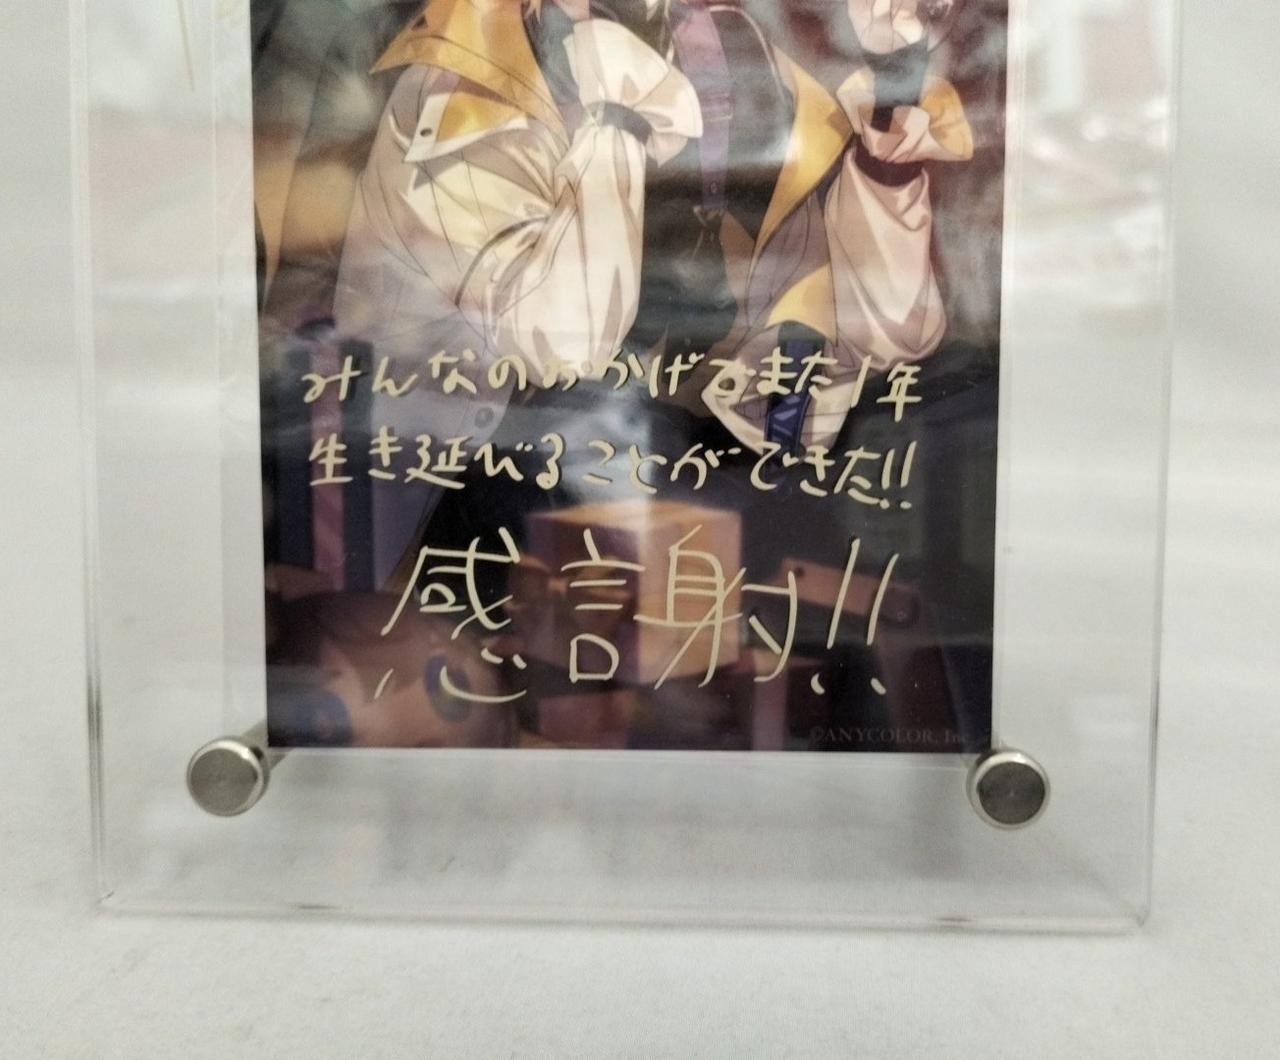 みんなのおかげでまた1年
生き延びることができた!!
感謝!!
©ANYCOLOR, Inc.